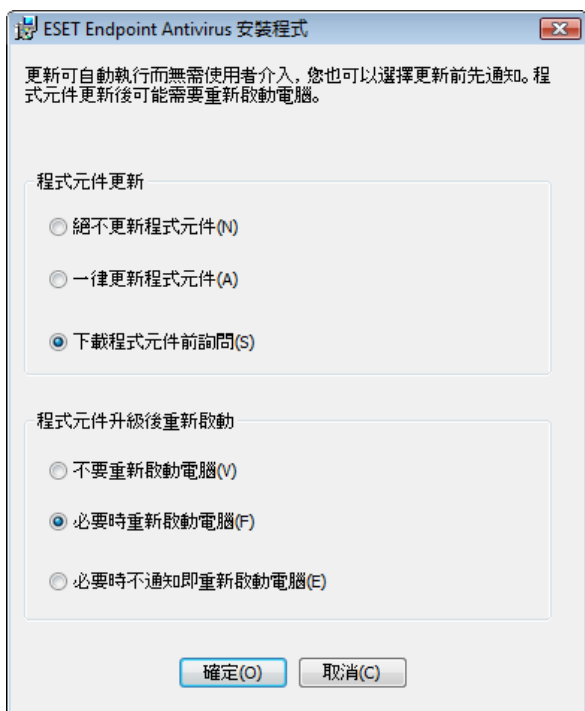 ESET Endpoint Antivirus 安裝程式
更新可自動執行而無需使用者介入, 您也可以選擇更新前先通知。程
式元件更新後可能需要重新啟動電腦。
程式元件更新
絕不更新程式元件(N)
一律更新程式元件(A)
下載程式元件前詢問(S)
程式元件升級後重新啟動
不要重新啟動電腦(V)
必要時重新啟動電腦(F)
必要時不通知即重新啟動電腦(E)
確定(O) 取消(C)